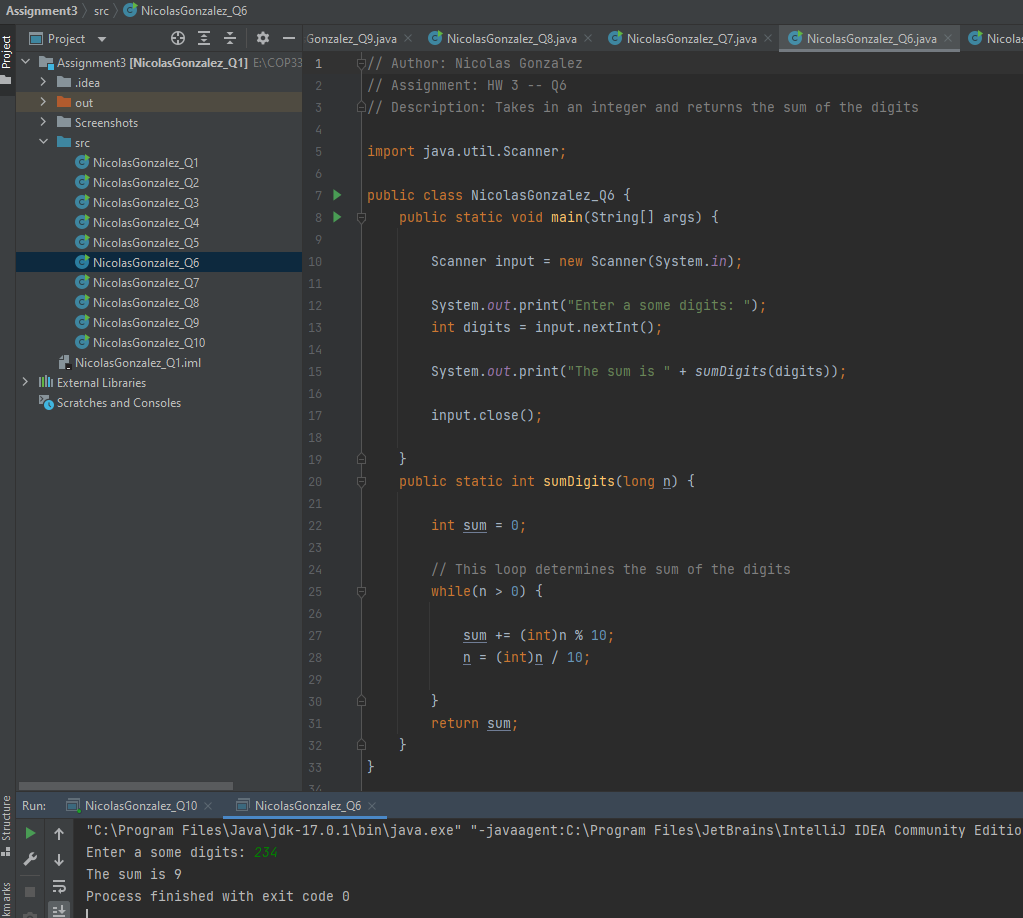 Assignment3 src NicolasGonzalez_Q6
Project
Project
Gonzalez_Q9.java NicolasGonzalez_Q8.java NicolasGonzalez_Q7.java NicolasGonzalez_Q6.java Nicolas
Assignment3 [NicolasGonzalez_Q1] E:\COP33
.idea
out
Screenshots
src
NicolasGonzalez_Q1
NicolasGonzalez_Q2
NicolasGonzalez_Q3
NicolasGonzalez_Q4
NicolasGonzalez_Q5
NicolasGonzalez_Q6
NicolasGonzalez_Q7
NicolasGonzalez_Q8
NicolasGonzalez_Q9
NicolasGonzalez_Q10
NicolasGonzalez_Q1.iml
External Libraries
Scratches and Consoles
1 // Author: Nicolas Gonzalez
2 // Assignment: HW 3 -- Q6
3 // Description: Takes in an integer and returns the sum of the digits
4
5 import java.util.Scanner;
6
7 public class NicolasGonzalez_Q6 {
8 public static void main(String[] args) {
9
10 Scanner input = new Scanner(System.in);
11
12 System.out.print("Enter a some digits: ");
13 int digits = input.nextInt();
14
15 System.out.print("The sum is " + sumDigits(digits));
16
17 input.close();
18
19 }
20 public static int sumDigits(long n) {
21
22 int sum = 0;
23
24 // This loop determines the sum of the digits
25 while(n > 0) {
26
27 sum += (int)n % 10;
28 n = (int)n / 10;
29
30 }
31 return sum;
32 }
33 }
34
Structure
kmarks
Run: NicolasGonzalez_Q10 NicolasGonzalez_Q6
"C:\Program Files\Java\jdk-17.0.1\bin\java.exe" "-javaagent:C:\Program Files\JetBrains\IntelliJ IDEA Community Editio
Enter a some digits: 234
The sum is 9
Process finished with exit code 0